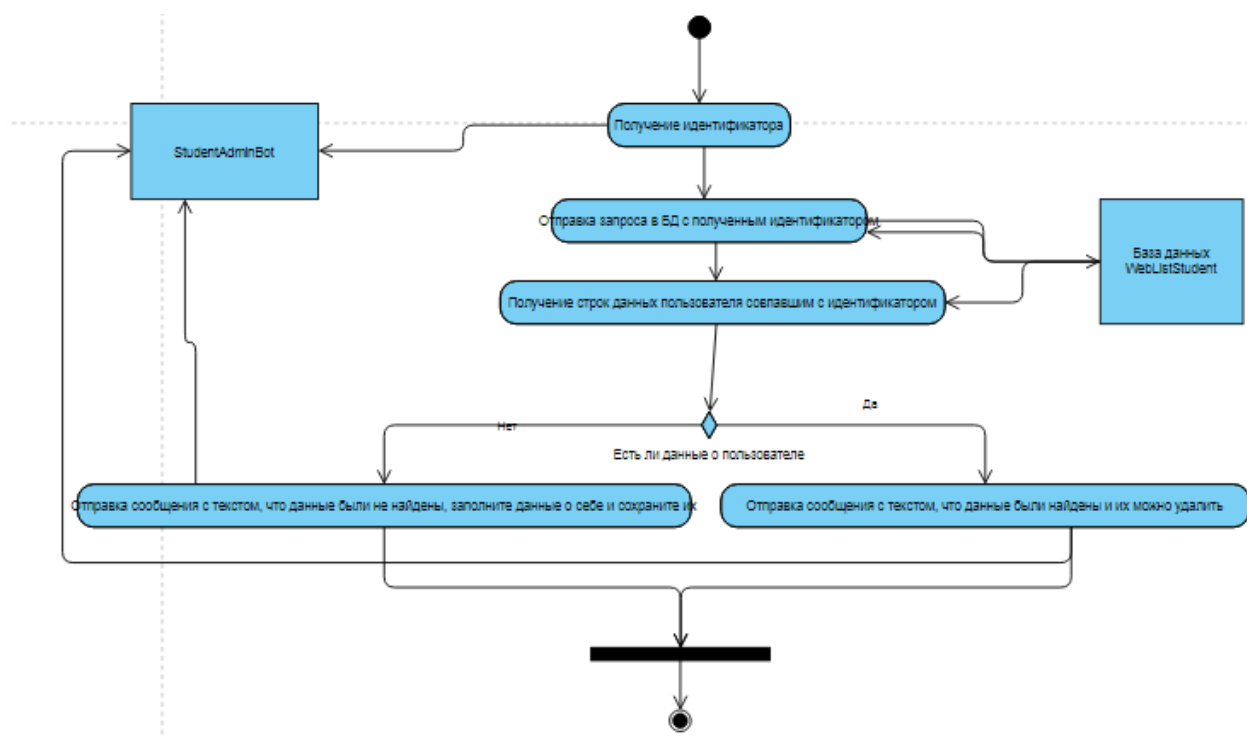 Получение идентификатора
StudentAdminBot
Отправка запроса в БД с полученным идентификатором
База данных
WebListStudent
Получение строк данных пользователя совпавшим с идентификатором
Да
Нет
Есть ли данные о пользователе
Отправка сообщения с текстом, что данные были не найдены, заполните данные о себе и сохраните их
Отправка сообщения с текстом, что данные были найдены и их можно удалить